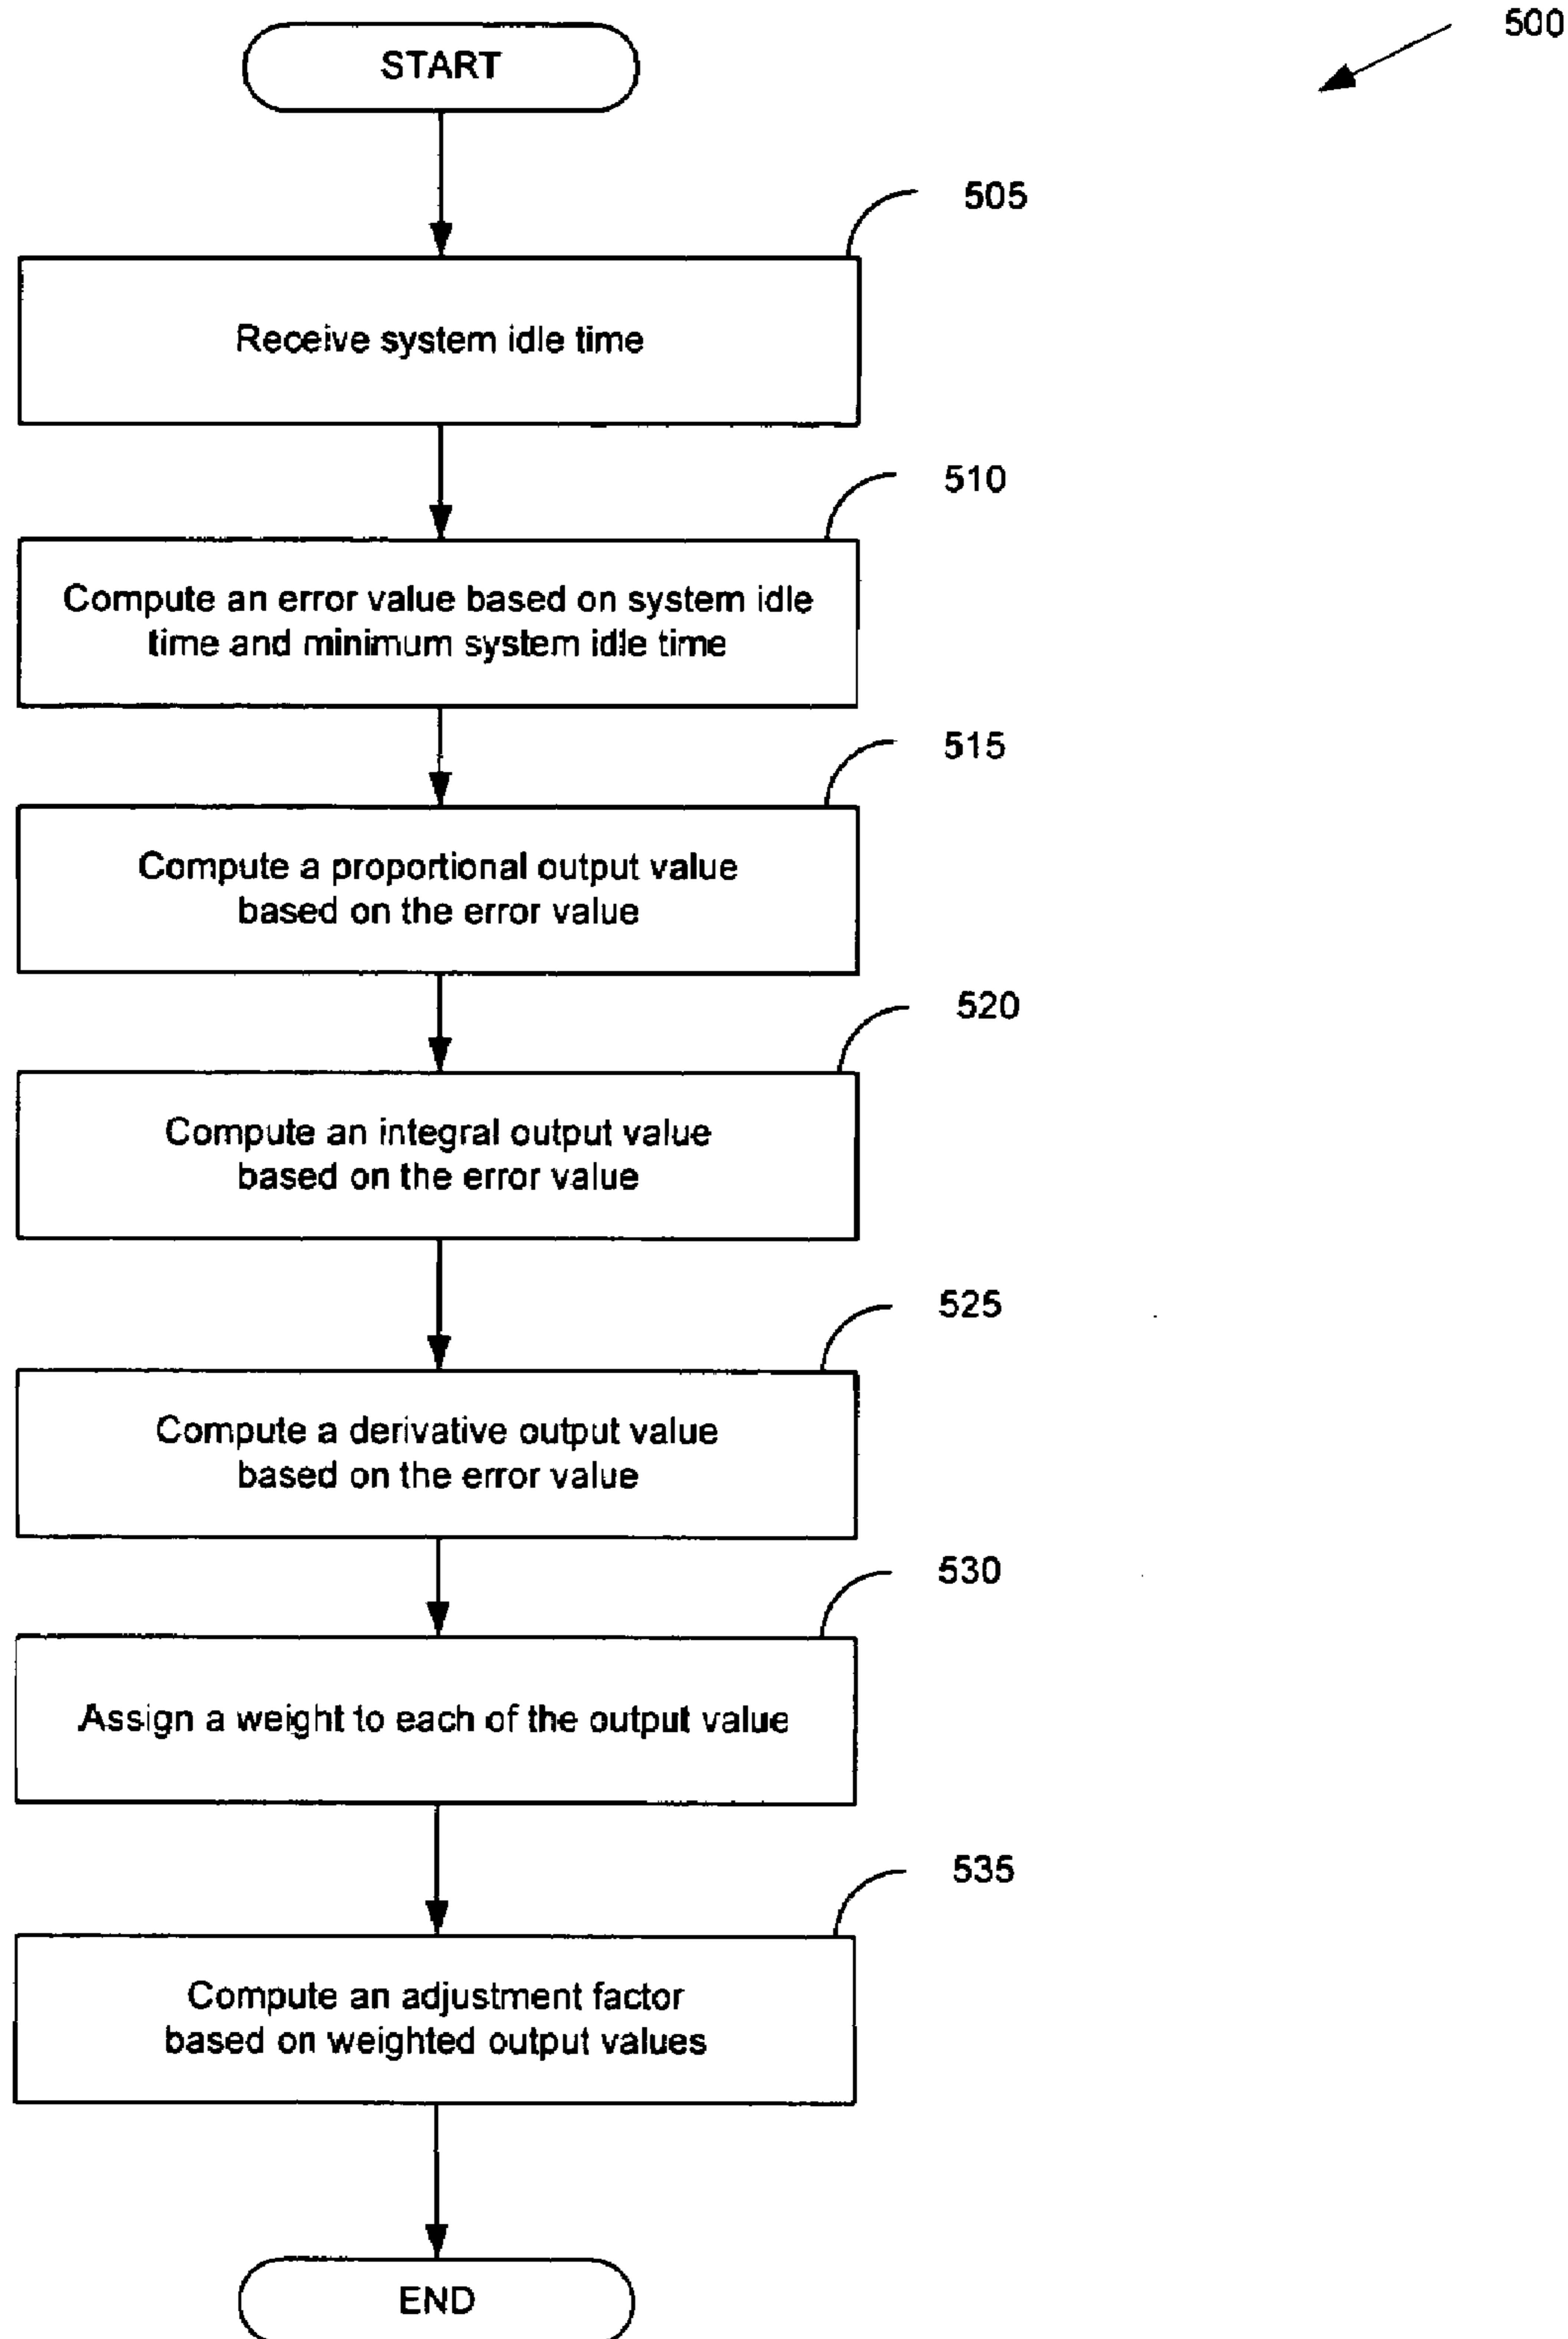 500
START
505
Receive system idle time
510
Compute an error value based on system idle
time and minimum system idle time
515
Compute a proportional output value
based on the error value
520
Compute an integral output value
based on the error value
525
Compute a derivative output value
based on the error value
530
Assign a weight to each of the output value
535
Compute an adjustment factor
based on weighted output values
END